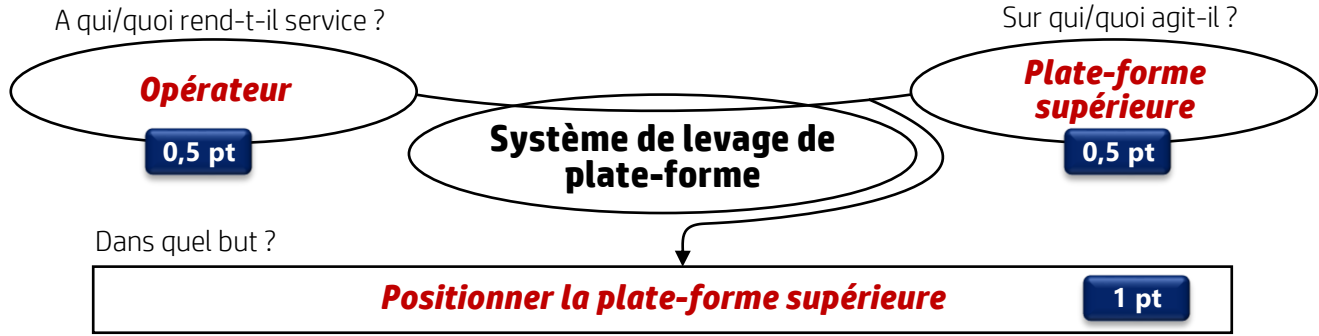 A qui/quoi rend-t-il service ?
Sur qui/quoi agit-il ?
Opérateur
Plate-forme
supérieure
0,5 pt
Système de levage de
plate-forme
0,5 pt
Dans quel but ?
Positionner la plate-forme supérieure
1 pt